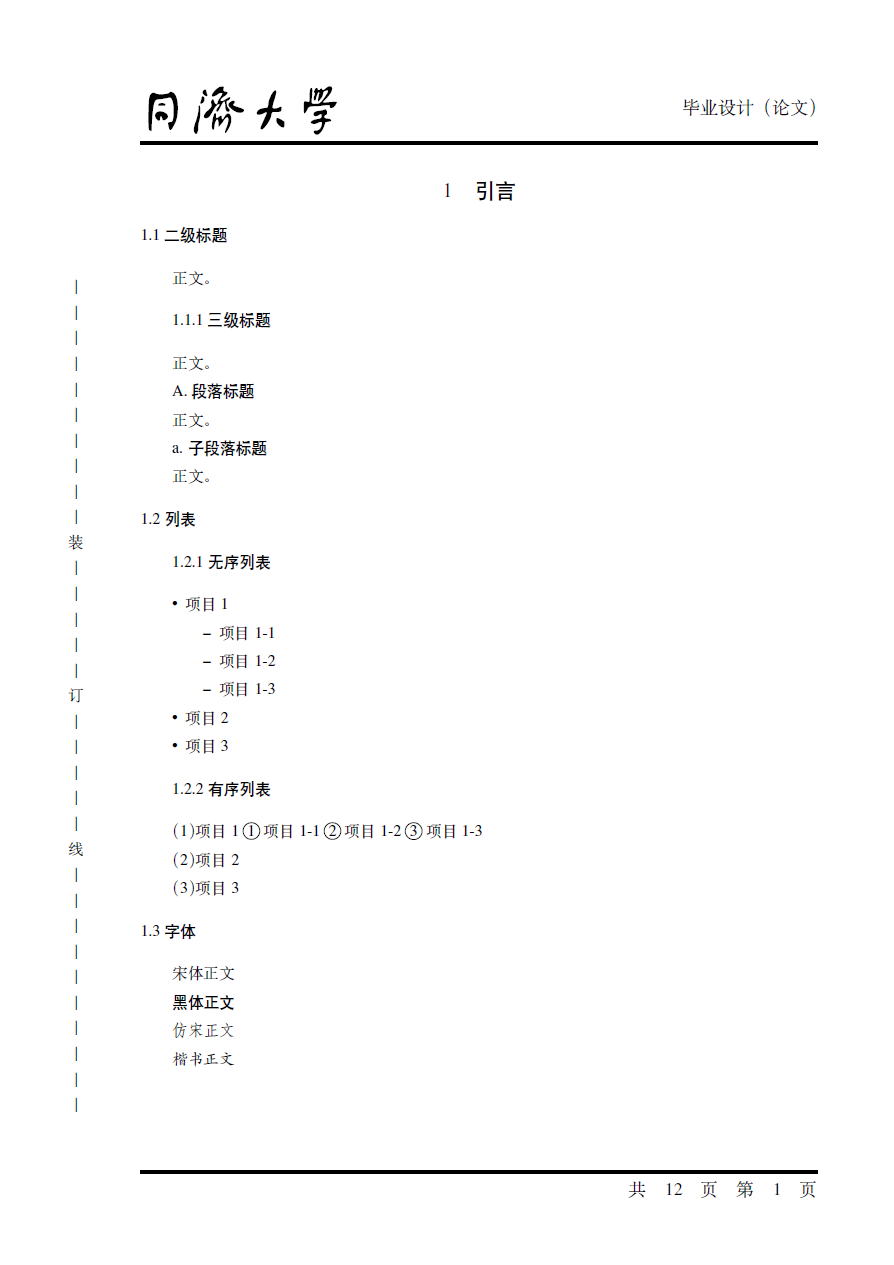 同濟大学
毕业设计（论文）
1 引言
1.1 二级标题
正文。
1.1.1 三级标题
正文。
A. 段落标题
正文。
a. 子段落标题
正文。
1.2 列表
1.2.1 无序列表
• 项目 1
– 项目 1-1
– 项目 1-2
– 项目 1-3
• 项目 2
• 项目 3
1.2.2 有序列表
(1)项目 1①项目 1-1②项目 1-2③项目 1-3
(2)项目 2
(3)项目 3
1.3 字体
宋体正文
黑体正文
仿宋正文
楷书正文
装
订
线
共 12 页 第 1 页